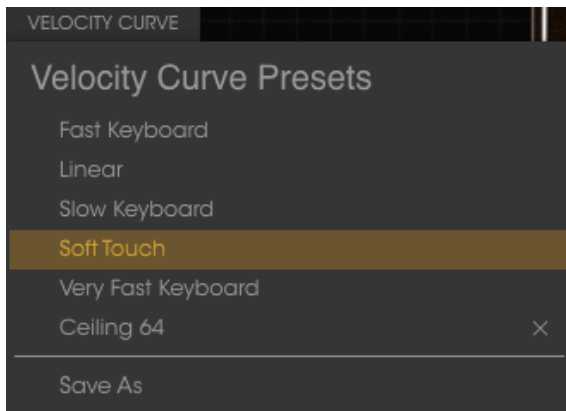 VELOCITY CURVE
Velocity Curve Presets
Fast Keyboard
Linear
Slow Keyboard
Soft Touch
Very Fast Keyboard
Ceiling 64
Save As